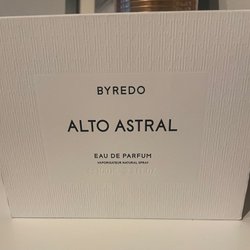 BYREDO
ALTO ASTRAL
EAU DE PARFUM
VAPORISATEUR NATURAL SPRAY